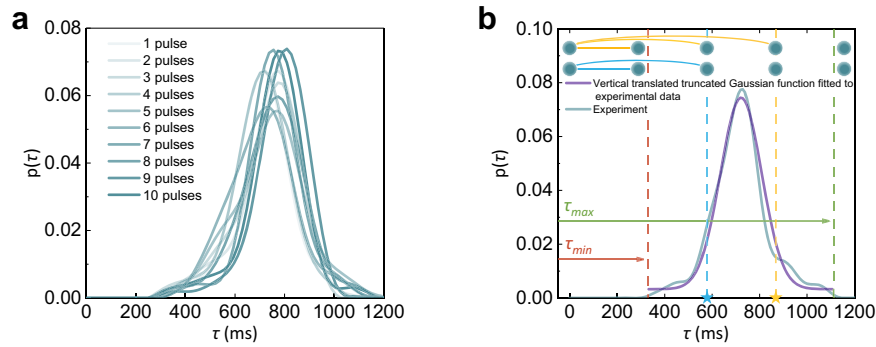 a
0.08
0.06
0.04
0.02
0.00
p(τ)
1 pulse
2 pulses
3 pulses
4 pulses
5 pulses
6 pulses
7 pulses
8 pulses
9 pulses
10 pulses
0 200 400 600 800 1000 1200
τ (ms)
b
0.10
0.08
0.06
0.04
0.02
0.00
p(τ)
Vertical translated truncated Gaussian function fitted to
experimental data
Experiment
τmax
τmin
0 200 400 600 800 1000 1200
τ (ms)